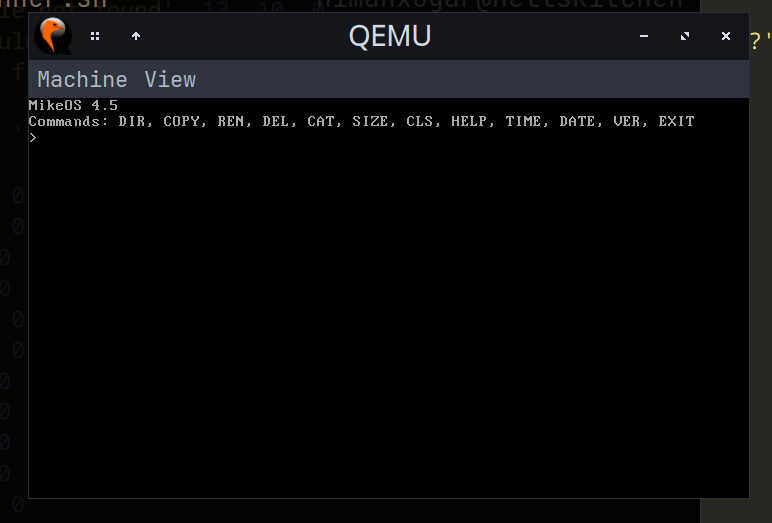 QEMU
Machine View
MikeOS 4.5
Commands: DIR, COPY, REN, DEL, CAT, SIZE, CLS, HELP, TIME, DATE, VER, EXIT
>